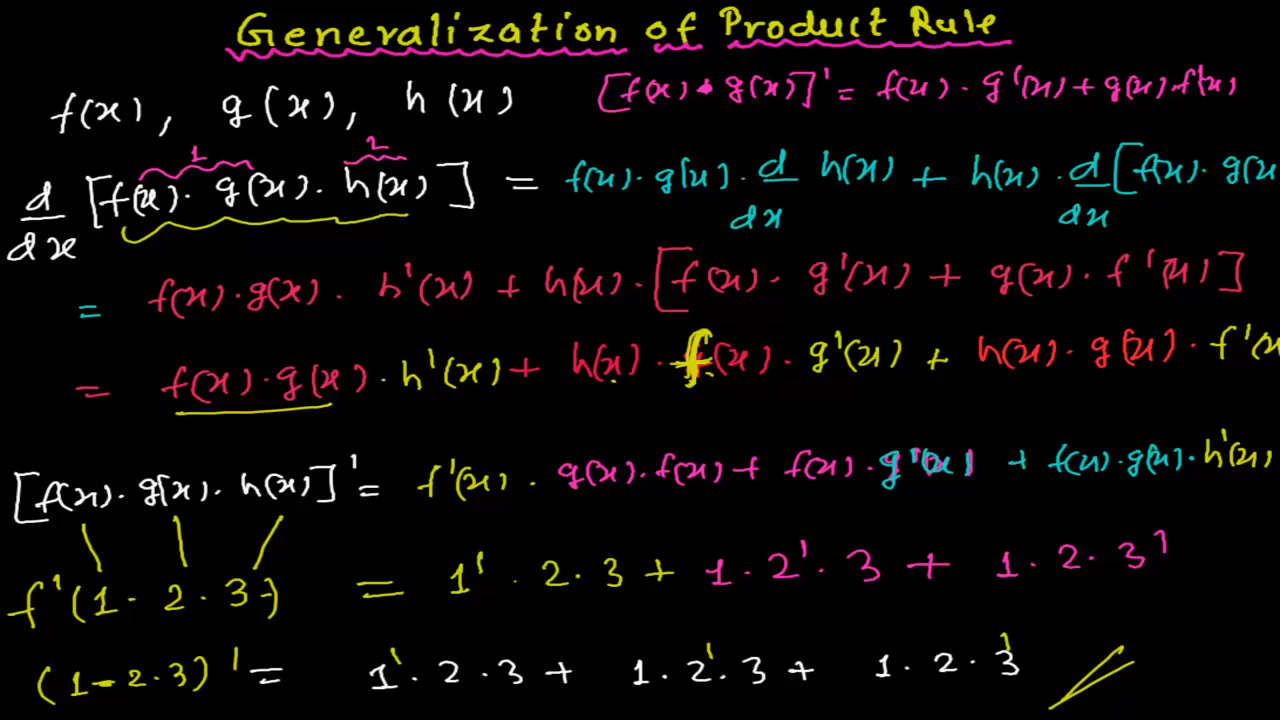 Generalization of Product Rule
f(x), g(x), h(x)
[f(x) · g(x)]' = f(x) · g'(x) + g(x) · f'(x)
1 2
d/dx [f(x) · g(x) · h(x)] = f(x) · g(x) · d/dx h(x) + h(x) · d/dx [f(x) · g(x
= f(x) · g(x) · h'(x) + h(x) · [f(x) · g'(x) + g(x) · f'(x)]
= f(x) · g(x) · h'(x) + h(x) · f(x) · g'(x) + h(x) · g(x) · f'(x
[f(x) · g(x) · h(x)]' = f'(x) · g(x) · f(x) + f(x) · g'(x) + f(x) · g(x) · h'(x)
f'(1 · 2 · 3) = 1' · 2 · 3 + 1 · 2' · 3 + 1 · 2 · 3'
(1 - 2 · 3)' = 1' · 2 · 3 + 1 · 2' · 3 + 1 · 2 · 3'